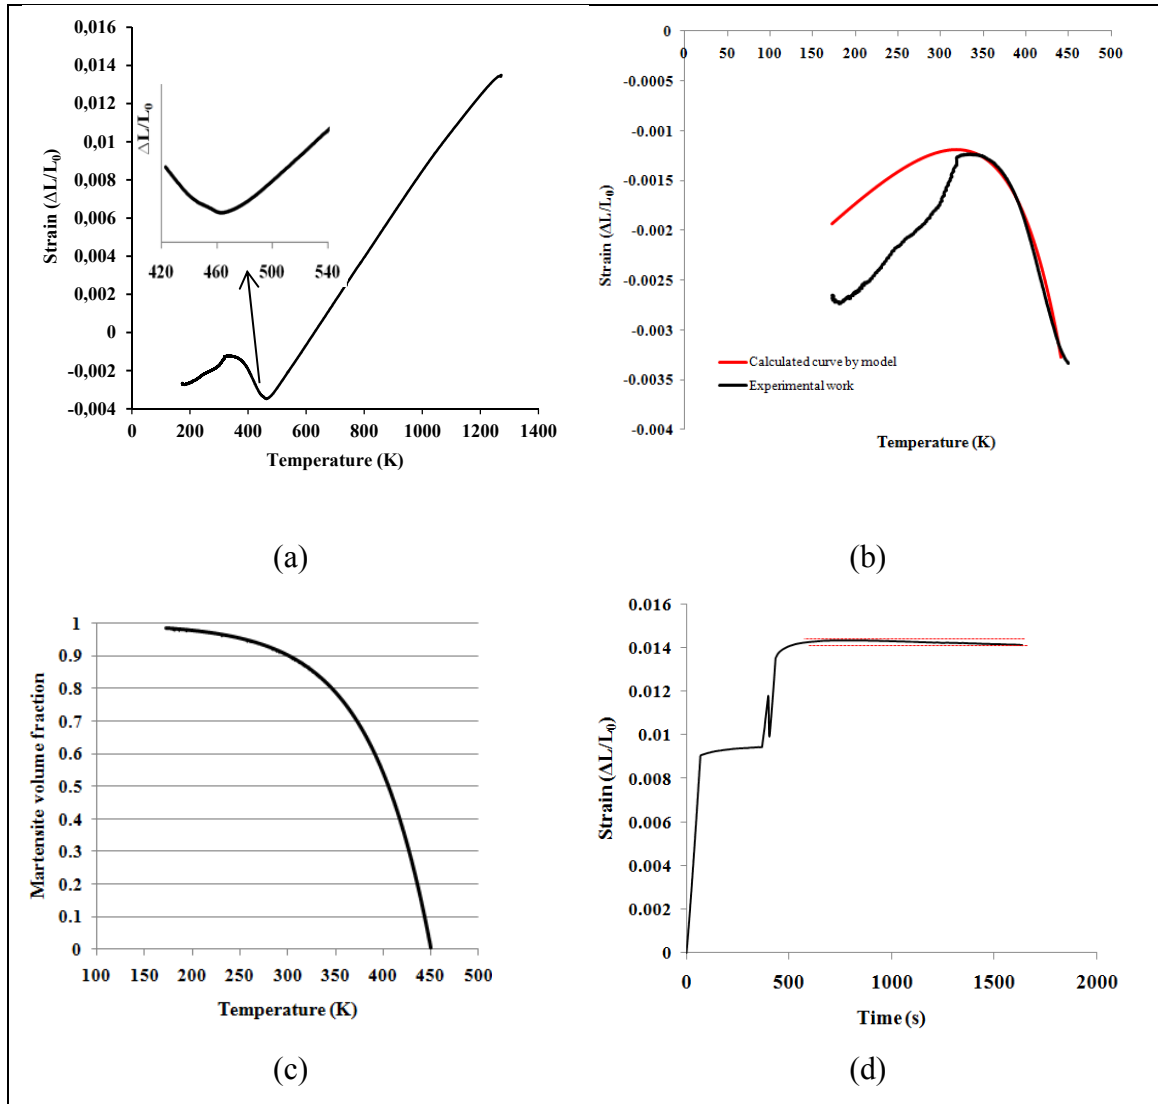 0,016
0,014
0,012
0,01
0,008
0,006
0,004
0,002
0
-0,002
-0,004
Strain (ΔL/L0)
0 200 400 600 800 1000 1200 1400
Temperature (K)
ΔL/L0
420 460 500 540
(a)
0
0 50 100 150 200 250 300 350 400 450 500
-0.0005
-0.001
-0.0015
-0.002
-0.0025
-0.003
-0.0035
-0.004
Strain (ΔL/L0)
Calculated curve by model
Experimental work
Temperature (K)
(b)
1
0.9
0.8
0.7
0.6
0.5
0.4
0.3
0.2
0.1
0
Martensite volume fraction
100 150 200 250 300 350 400 450 500
Temperature (K)
(c)
0.016
0.014
0.012
0.01
0.008
0.006
0.004
0.002
0
Strain (ΔL/L0)
0 500 1000 1500 2000
Time (s)
(d)